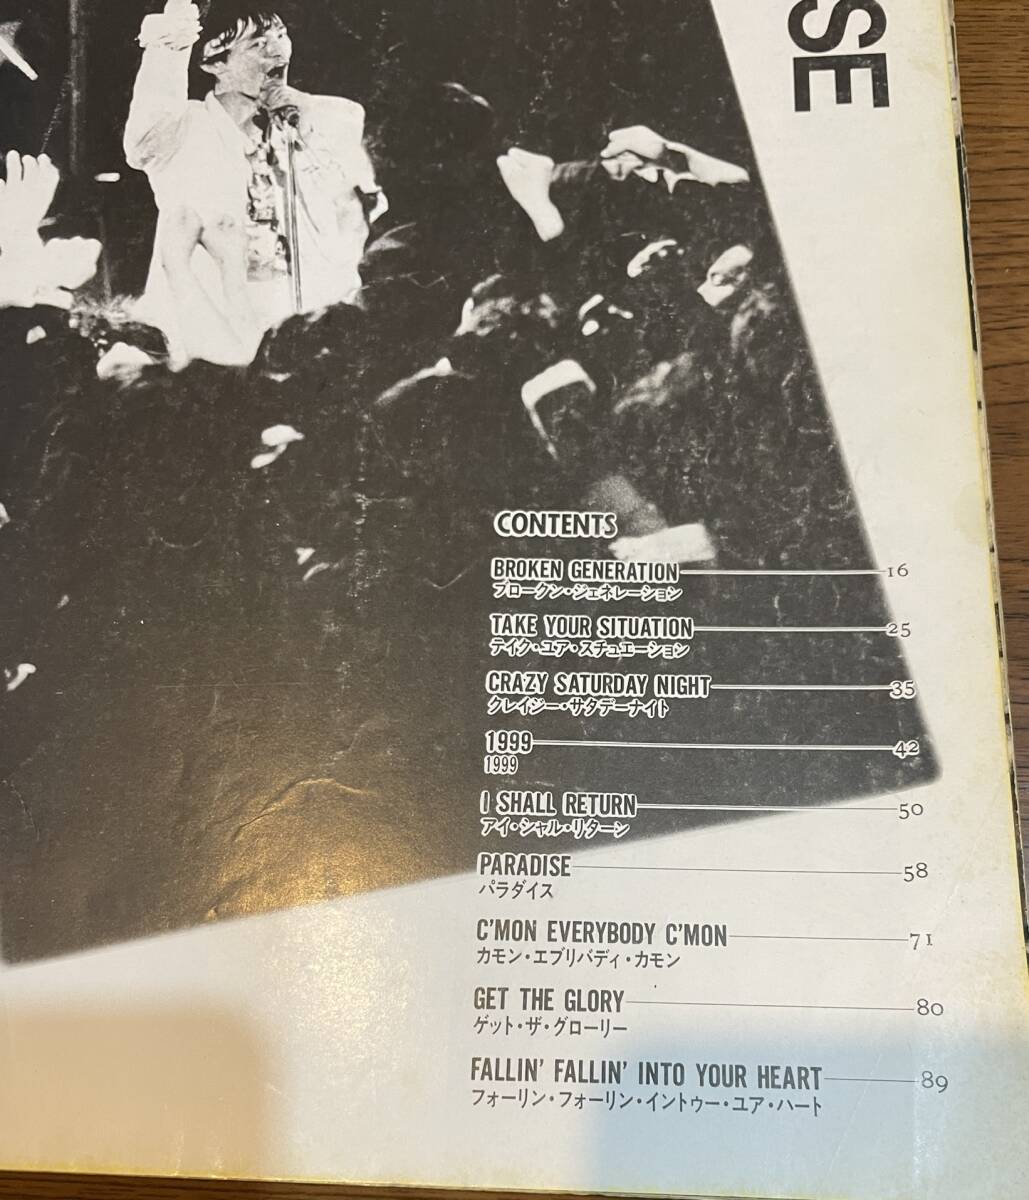 SE
CONTENTS
BROKEN GENERATION 16
ブロークン・ジェネレーション
TAKE YOUR SITUATION 25
テイク・ユア・スチュエーション
CRAZY SATURDAY NIGHT 35
クレイジー・サタデーナイト
1999 42
1999
I SHALL RETURN 50
アイ・シャル・リターン
PARADISE 58
パラダイス
C'MON EVERYBODY C'MON 71
カモン・エブリバディ・カモン
GET THE GLORY 80
ゲット・ザ・グローリー
FALLIN' FALLIN' INTO YOUR HEART 89
フォーリン・フォーリン・イントゥー・ユア・ハート